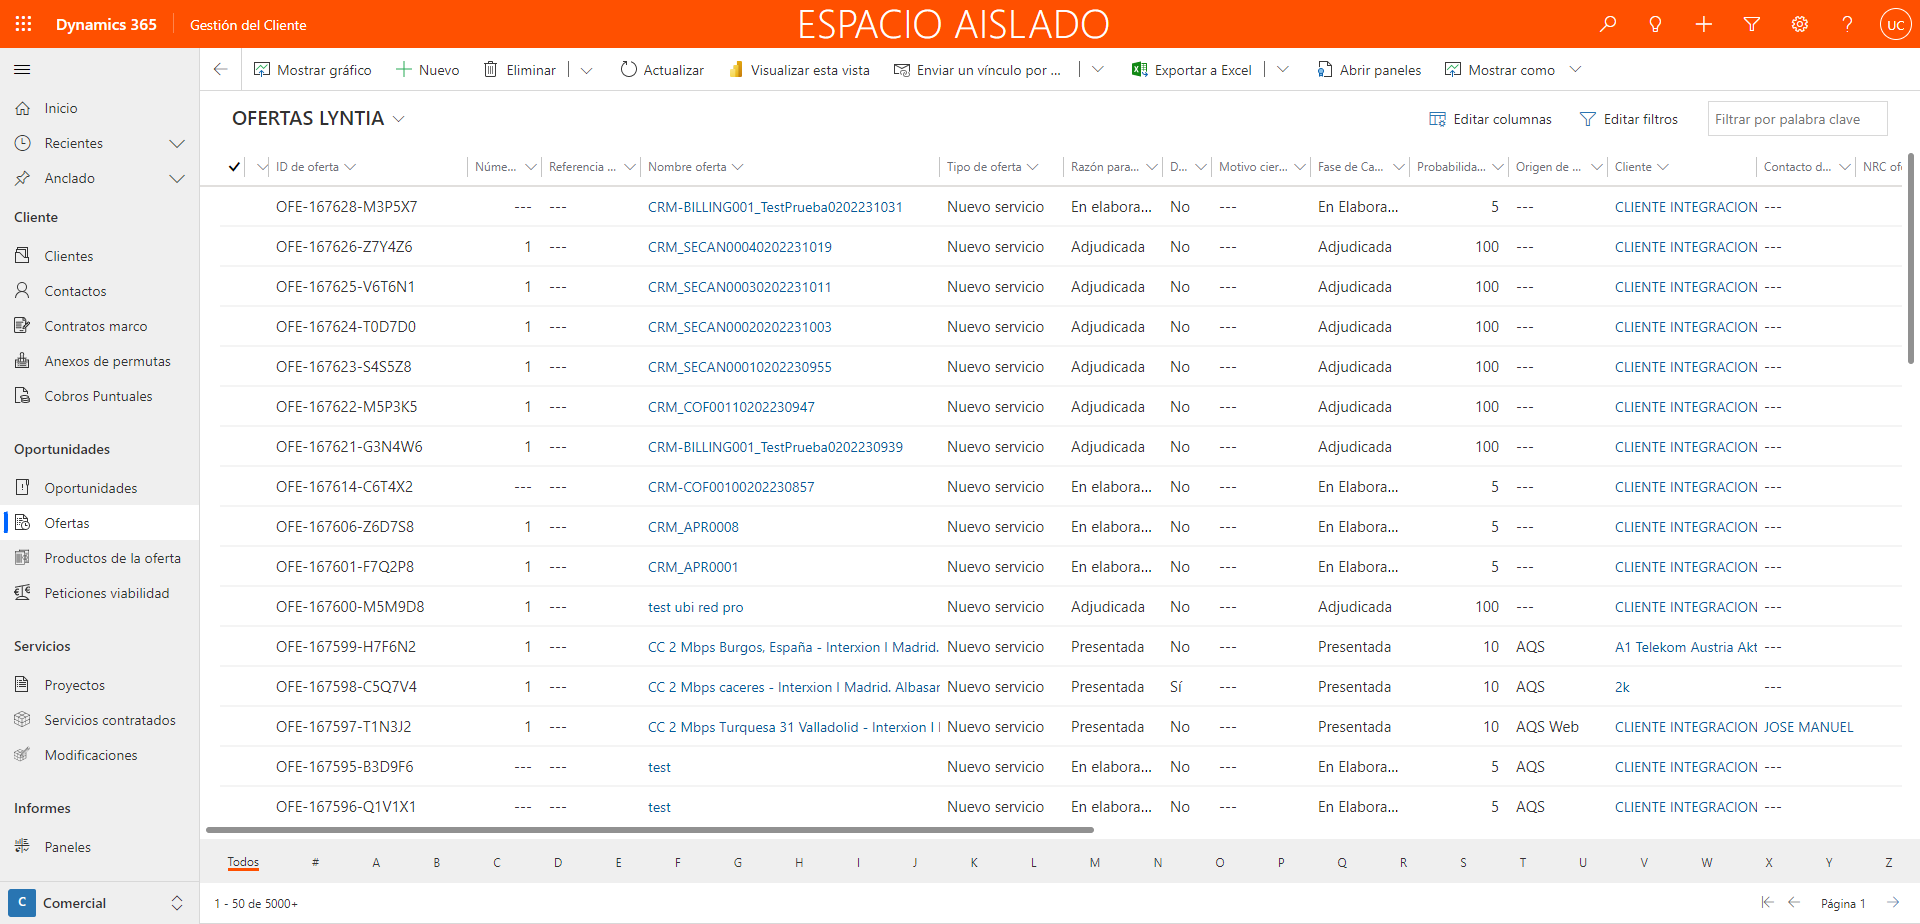 Dynamics 365 Gestión del Cliente ESPACIO AISLADO ? UC
Mostrar gráfico Nuevo Eliminar Actualizar Visualizar esta vista Enviar un vínculo por ... Exportar a Excel Abrir paneles Mostrar como
Inicio
Recientes
Anclado
Cliente
Clientes
Contactos
Contratos marco
Anexos de permutas
Cobros Puntuales
Oportunidades
Oportunidades
Ofertas
Productos de la oferta
Peticiones viabilidad
Servicios
Proyectos
Servicios contratados
Modificaciones
Informes
Paneles
C Comercial
OFERTAS LYNTIA Editar columnas Editar filtros Filtrar por palabra clave
ID de oferta Núme... Referencia ... Nombre oferta Tipo de oferta Razón para... D... Motivo cier... Fase de Ca... Probabilida... Origen de ... Cliente Contacto d... NRC of
OFE-167628-M3P5X7 --- --- CRM-BILLING001_TestPrueba0202231031 Nuevo servicio En elabora... No --- En Elabora... 5 --- CLIENTE INTEGRACION ---
OFE-167626-Z7Y4Z6 1 --- CRM_SECAN00040202231019 Nuevo servicio Adjudicada No --- Adjudicada 100 --- CLIENTE INTEGRACION ---
OFE-167625-V6T6N1 1 --- CRM_SECAN00030202231011 Nuevo servicio Adjudicada No --- Adjudicada 100 --- CLIENTE INTEGRACION ---
OFE-167624-T0D7D0 1 --- CRM_SECAN00020202231003 Nuevo servicio Adjudicada No --- Adjudicada 100 --- CLIENTE INTEGRACION ---
OFE-167623-S4S5Z8 1 --- CRM_SECAN00010202230955 Nuevo servicio Adjudicada No --- Adjudicada 100 --- CLIENTE INTEGRACION ---
OFE-167622-M5P3K5 1 --- CRM_COF00110202230947 Nuevo servicio Adjudicada No --- Adjudicada 100 --- CLIENTE INTEGRACION ---
OFE-167621-G3N4W6 1 --- CRM-BILLING001_TestPrueba0202230939 Nuevo servicio Adjudicada No --- Adjudicada 100 --- CLIENTE INTEGRACION ---
OFE-167614-C6T4X2 --- --- CRM-COF00100202230857 Nuevo servicio En elabora... No --- En Elabora... 5 --- CLIENTE INTEGRACION ---
OFE-167606-Z6D7S8 1 --- CRM_APR0008 Nuevo servicio En elabora... No --- En Elabora... 5 --- CLIENTE INTEGRACION ---
OFE-167601-F7Q2P8 1 --- CRM_APR0001 Nuevo servicio En elabora... No --- En Elabora... 5 --- CLIENTE INTEGRACION ---
OFE-167600-M5M9D8 1 --- test ubi red pro Nuevo servicio Adjudicada No --- Adjudicada 100 --- CLIENTE INTEGRACION ---
OFE-167599-H7F6N2 1 --- CC 2 Mbps Burgos, España - Interxion I Madrid. Nuevo servicio Presentada No --- Presentada 10 AQS A1 Telekom Austria Akt ---
OFE-167598-C5Q7V4 1 --- CC 2 Mbps caceres - Interxion I Madrid. Albasar Nuevo servicio Presentada Sí --- Presentada 10 AQS 2k ---
OFE-167597-T1N3J2 1 --- CC 2 Mbps Turquesa 31 Valladolid - Interxion I I Nuevo servicio Presentada No --- Presentada 10 AQS Web CLIENTE INTEGRACION JOSE MANUEL
OFE-167595-B3D9F6 --- --- test Nuevo servicio En elabora... No --- En Elabora... 5 AQS CLIENTE INTEGRACION ---
OFE-167596-Q1V1X1 --- --- test Nuevo servicio En elabora... No --- En Elabora... 5 AQS CLIENTE INTEGRACION ---
Todos # A B C D E F G H I J K L M N O P Q R S T U V W X Y Z
1 - 50 de 5000+ Página 1